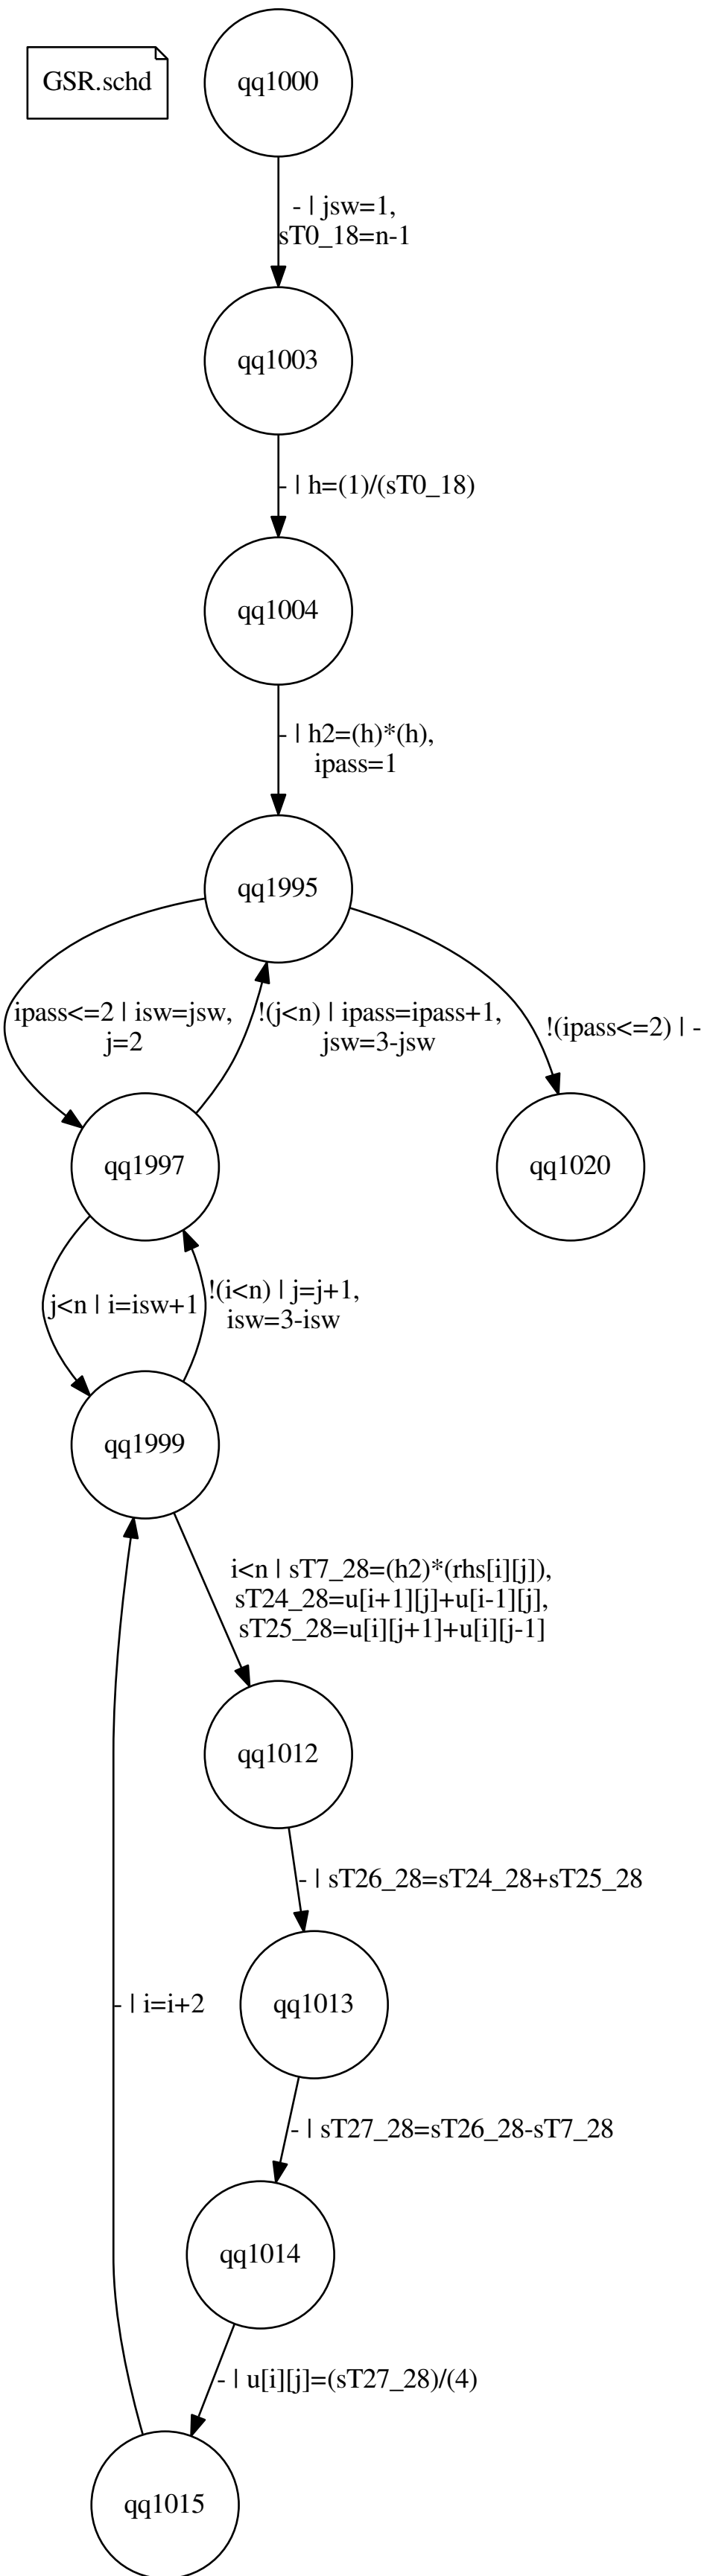 GSR.schd
qq1000
- | jsw=1,
sT0_18=n-1
qq1003
- | h=(1)/(sT0_18)
qq1004
- | h2=(h)*(h),
ipass=1
qq1995
ipass<=2 | isw=jsw,
j=2
!(j<n) | ipass=ipass+1,
jsw=3-jsw
!(ipass<=2) | -
qq1997
qq1020
j<n | i=isw+1
!(i<n) | j=j+1,
isw=3-isw
qq1999
i<n | sT7_28=(h2)*(rhs[i][j]),
sT24_28=u[i+1][j]+u[i-1][j],
sT25_28=u[i][j+1]+u[i][j-1]
qq1012
- | sT26_28=sT24_28+sT25_28
qq1013
- | i=i+2
- | sT27_28=sT26_28-sT7_28
qq1014
- | u[i][j]=(sT27_28)/(4)
qq1015